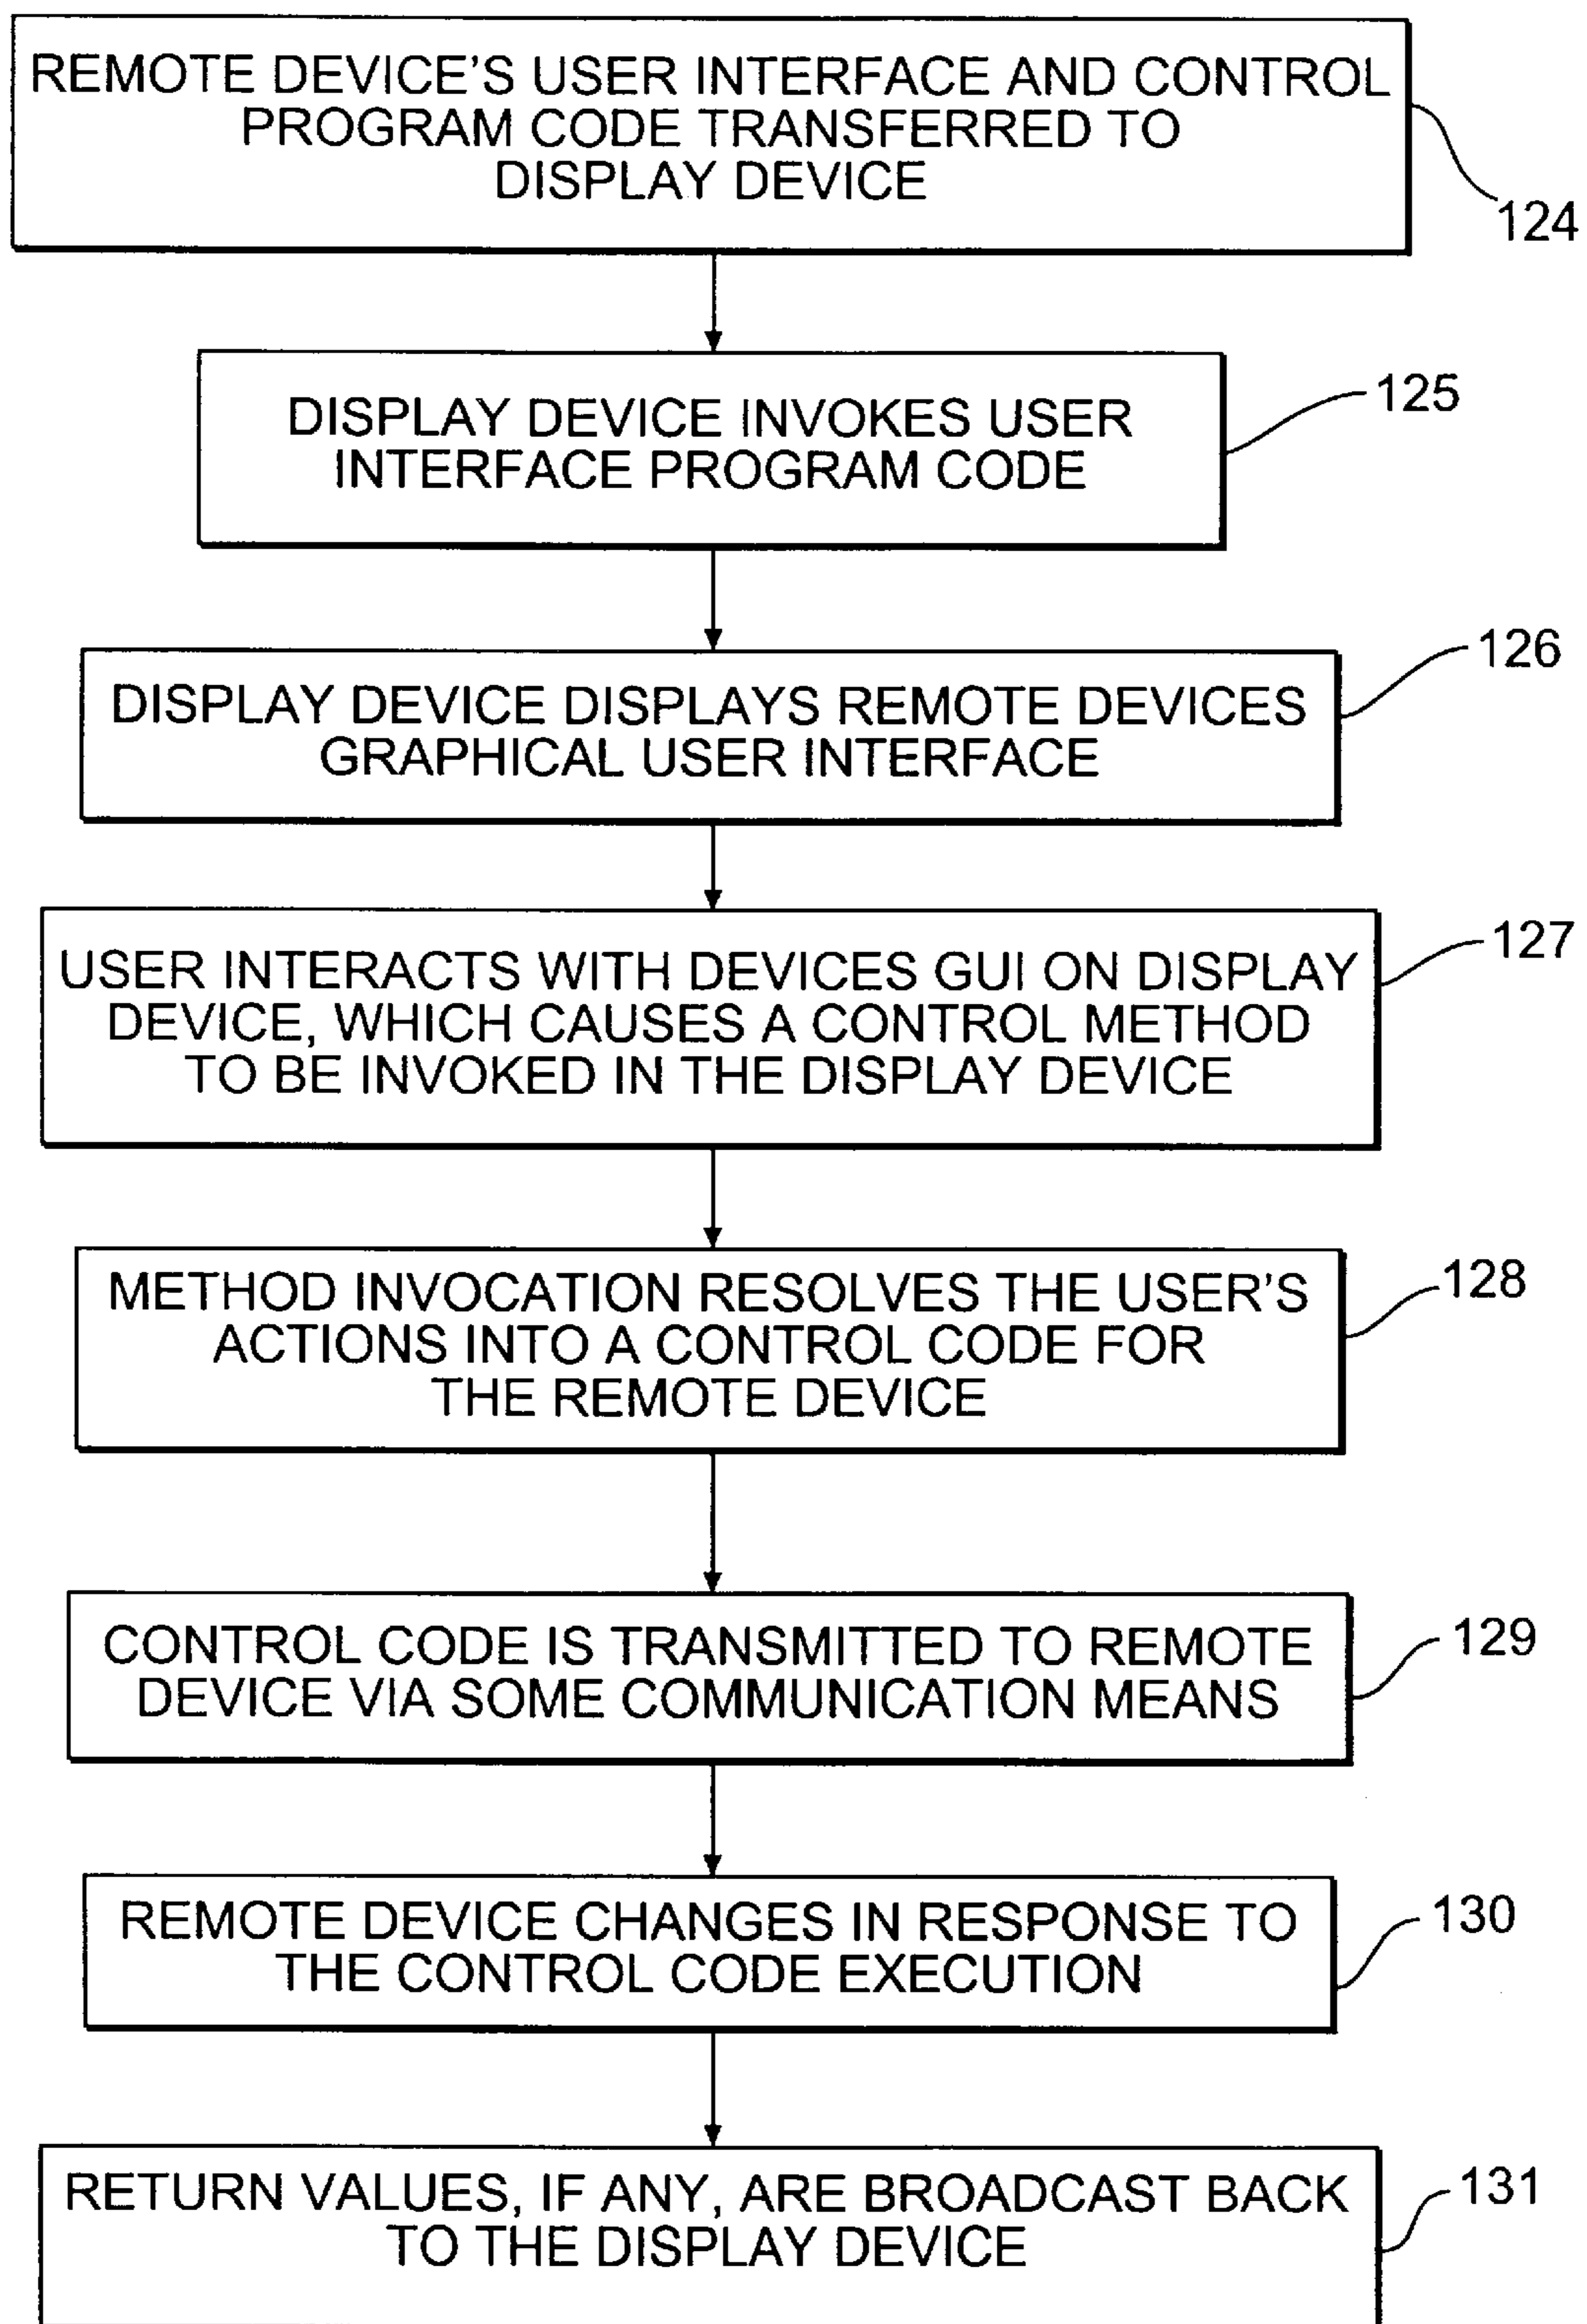 REMOTE DEVICE'S USER INTERFACE AND CONTROL
PROGRAM CODE TRANSFERRED TO
DISPLAY DEVICE
124
DISPLAY DEVICE INVOKES USER
INTERFACE PROGRAM CODE
125
DISPLAY DEVICE DISPLAYS REMOTE DEVICES
GRAPHICAL USER INTERFACE
126
USER INTERACTS WITH DEVICES GUI ON DISPLAY
DEVICE, WHICH CAUSES A CONTROL METHOD
TO BE INVOKED IN THE DISPLAY DEVICE
127
METHOD INVOCATION RESOLVES THE USER'S
ACTIONS INTO A CONTROL CODE FOR
THE REMOTE DEVICE
128
CONTROL CODE IS TRANSMITTED TO REMOTE
DEVICE VIA SOME COMMUNICATION MEANS
129
REMOTE DEVICE CHANGES IN RESPONSE TO
THE CONTROL CODE EXECUTION
130
RETURN VALUES, IF ANY, ARE BROADCAST BACK
TO THE DISPLAY DEVICE
131